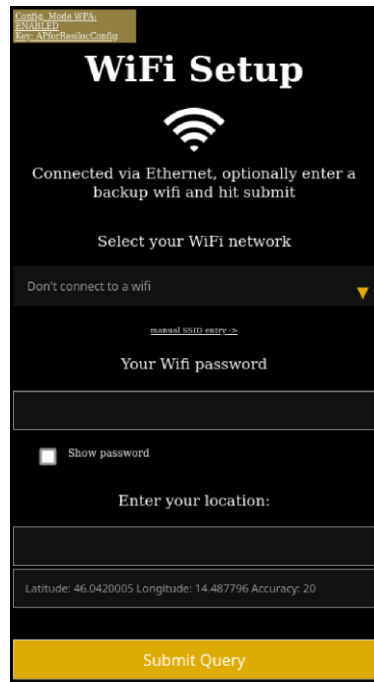 Config. Mode WPA:
ENABLED
Key: APforResilocConfig
WiFi Setup
Connected via Ethernet, optionally enter a
backup wifi and hit submit
Select your WiFi network
Don't connect to a wifi
manual SSID entry ->
Your Wifi password
Show password
Enter your location:
Latitude: 46.0420005 Longitude: 14.487796 Accuracy: 20
Submit Query